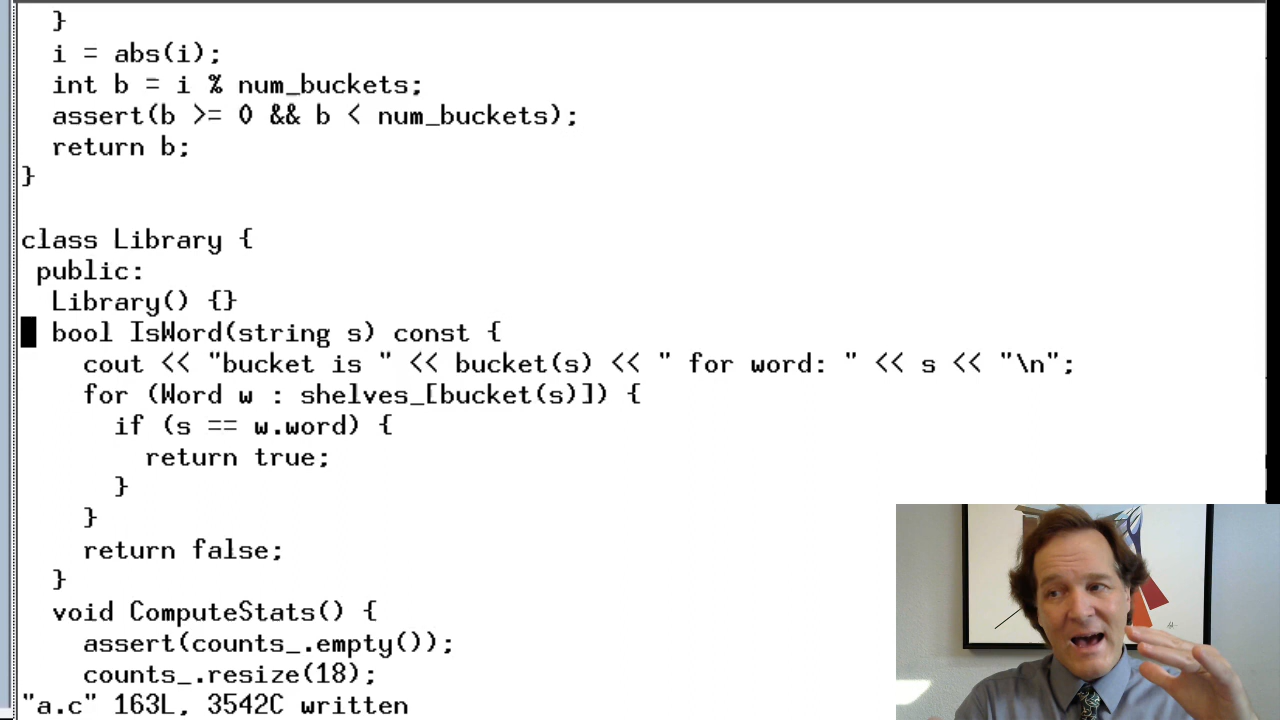 }
i = abs(i);
int b = i % num_buckets;
assert(b >= 0 && b < num_buckets);
return b;
}
class Library {
public:
Library() {}
bool IsWord(string s) const {
cout << "bucket is " << bucket(s) << " for word: " << s << "\n";
for (Word w : shelves_[bucket(s)]) {
if (s == w.word) {
return true;
}
}
return false;
}
void ComputeStats() {
assert(counts_.empty());
counts_.resize(18);
"a.c" 163L, 3542C written